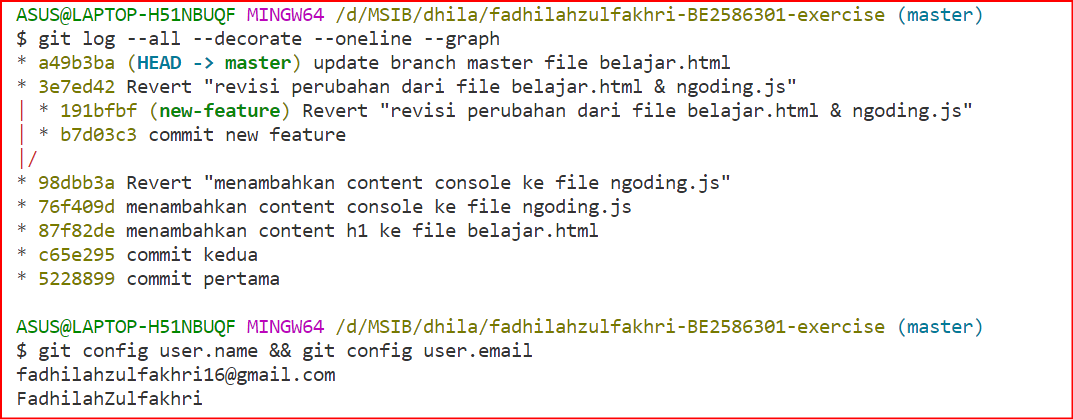 ASUS@LAPTOP-H51NBUQF MINGW64 /d/MSIB/dhila/fadhilahzulfakhri-BE2586301-exercise (master)
$ git log --all --decorate --oneline --graph
* a49b3ba (HEAD -> master) update branch master file belajar.html
* 3e7ed42 Revert "revisi perubahan dari file belajar.html & ngoding.js"
| * 191bfbf (new-feature) Revert "revisi perubahan dari file belajar.html & ngoding.js"
| * b7d03c3 commit new feature
|/
* 98dbb3a Revert "menambahkan content console ke file ngoding.js"
* 76f409d menambahkan content console ke file ngoding.js
* 87f82de menambahkan content h1 ke file belajar.html
* c65e295 commit kedua
* 5228899 commit pertama
ASUS@LAPTOP-H51NBUQF MINGW64 /d/MSIB/dhila/fadhilahzulfakhri-BE2586301-exercise (master)
$ git config user.name && git config user.email
fadhilahzulfakhri16@gmail.com
FadhilahZulfakhri